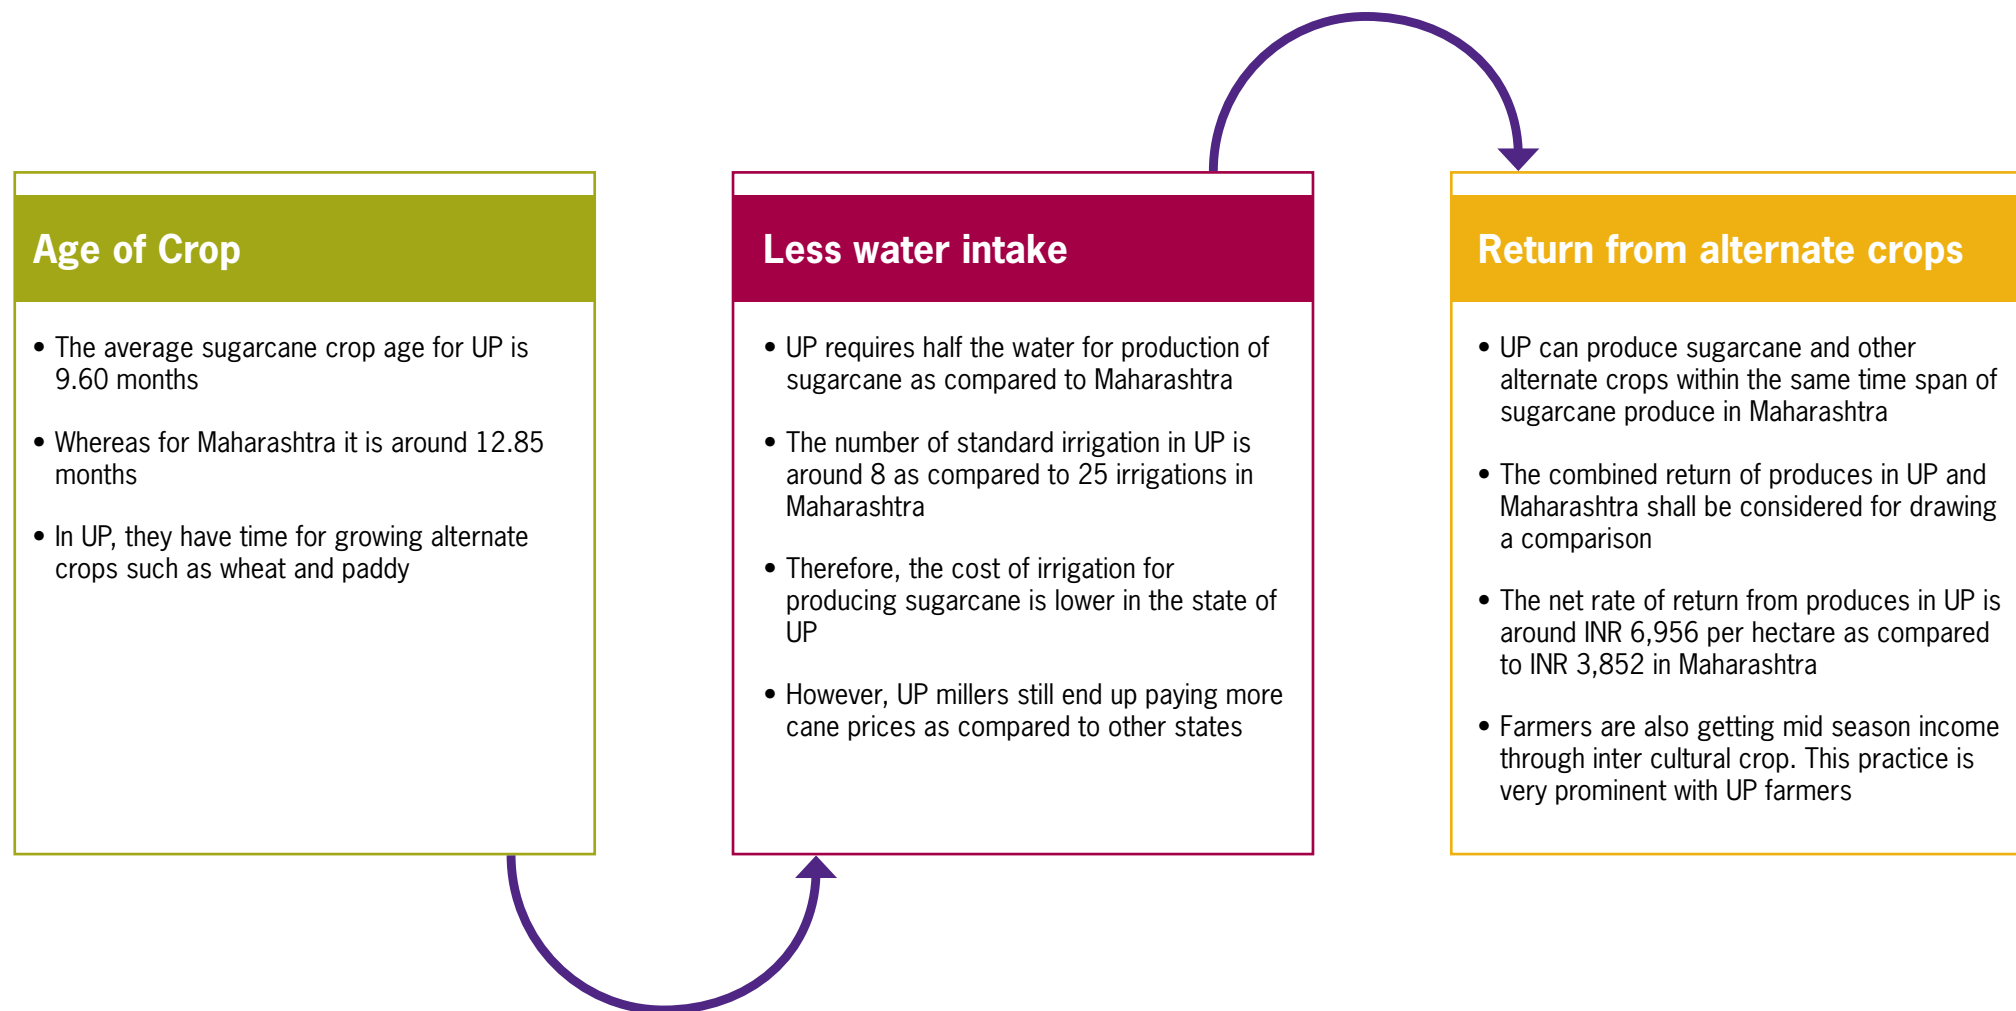 Age of Crop
• The average sugarcane crop age for UP is
9.60 months
• Whereas for Maharashtra it is around 12.85
months
• In UP, they have time for growing alternate
crops such as wheat and paddy
Less water intake
• UP requires half the water for production of
sugarcane as compared to Maharashtra
• The number of standard irrigation in UP is
around 8 as compared to 25 irrigations in
Maharashtra
• Therefore, the cost of irrigation for
producing sugarcane is lower in the state of
UP
• However, UP millers still end up paying more
cane prices as compared to other states
Return from alternate crops
• UP can produce sugarcane and other
alternate crops within the same time span of
sugarcane produce in Maharashtra
• The combined return of produces in UP and
Maharashtra shall be considered for drawing
a comparison
• The net rate of return from produces in UP is
around INR 6,956 per hectare as compared
to INR 3,852 in Maharashtra
• Farmers are also getting mid season income
through inter cultural crop. This practice is
very prominent with UP farmers